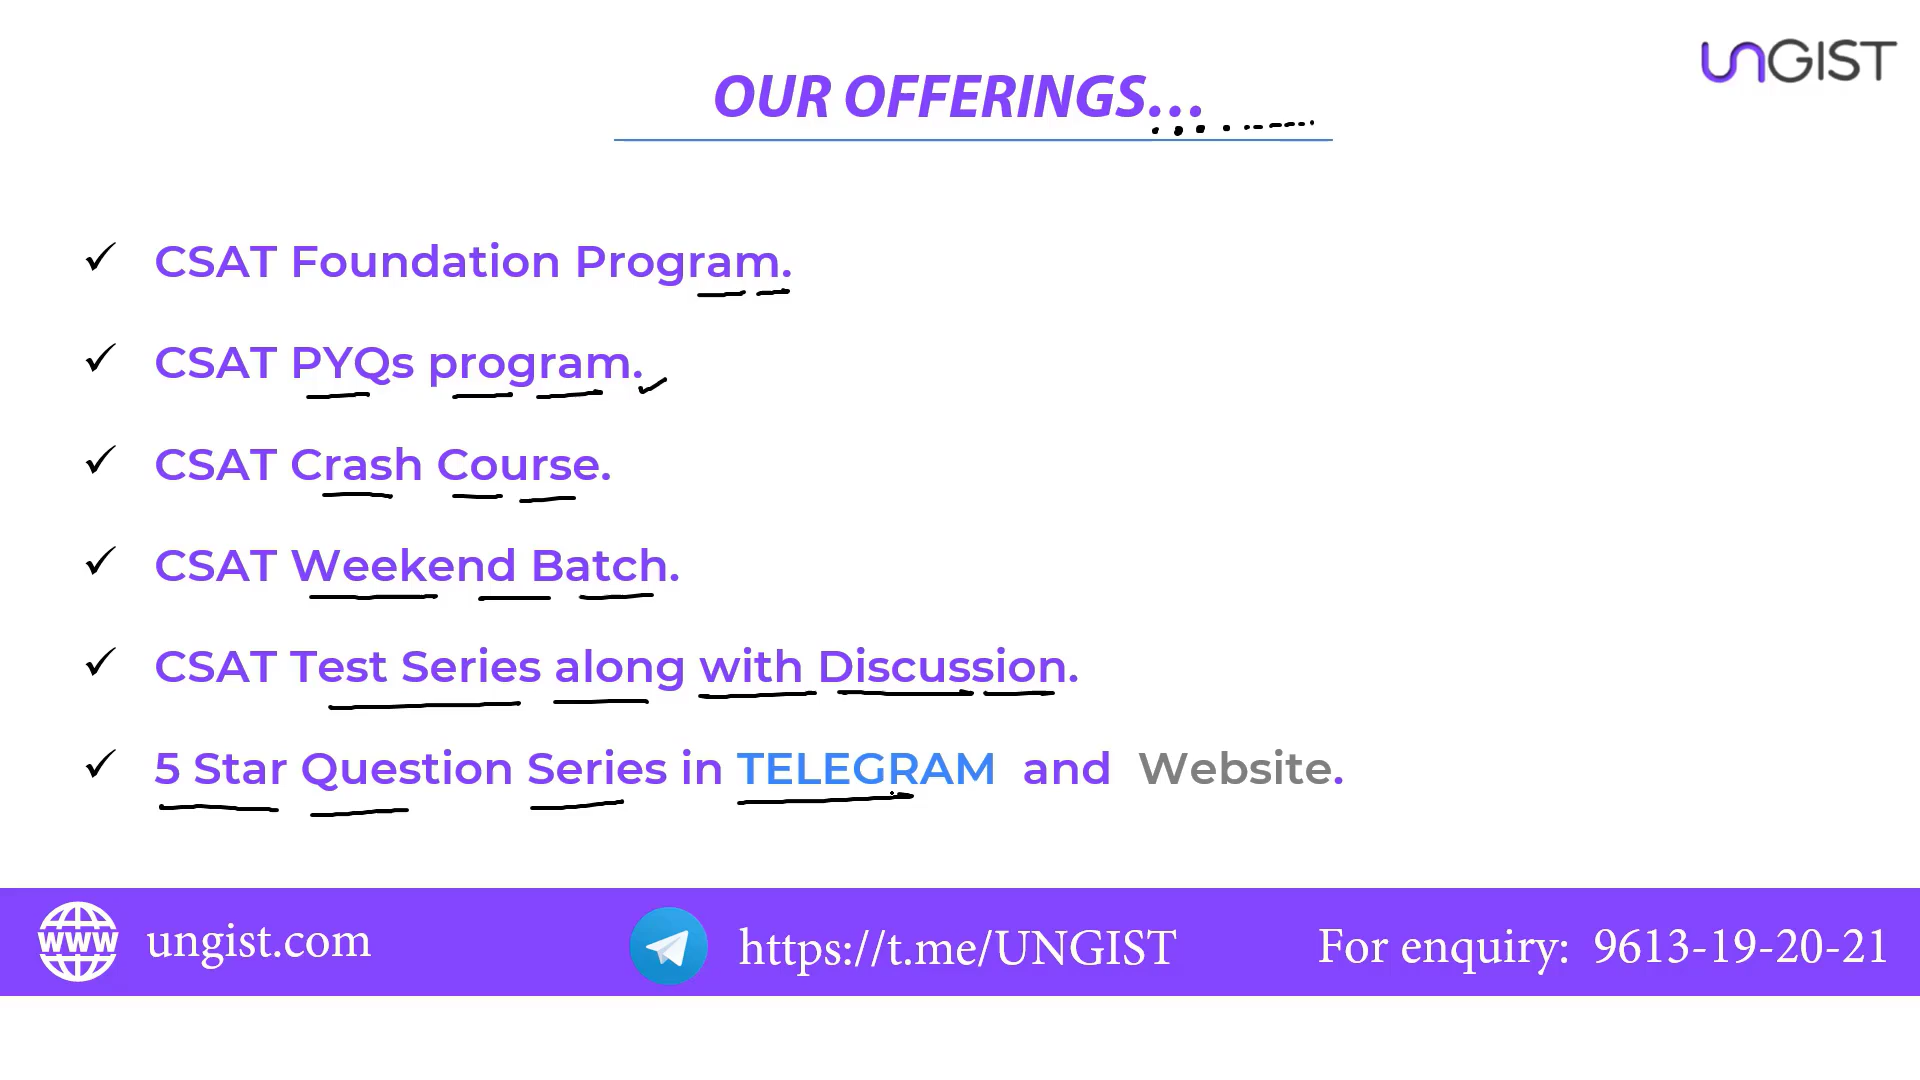 UNGIST
OUR OFFERINGS...
CSAT Foundation Program.
CSAT PYQs program.
CSAT Crash Course.
CSAT Weekend Batch.
CSAT Test Series along with Discussion.
5 Star Question Series in TELEGRAM and Website.
WWW ungist.com https://t.me/UNGIST For enquiry: 9613-19-20-21